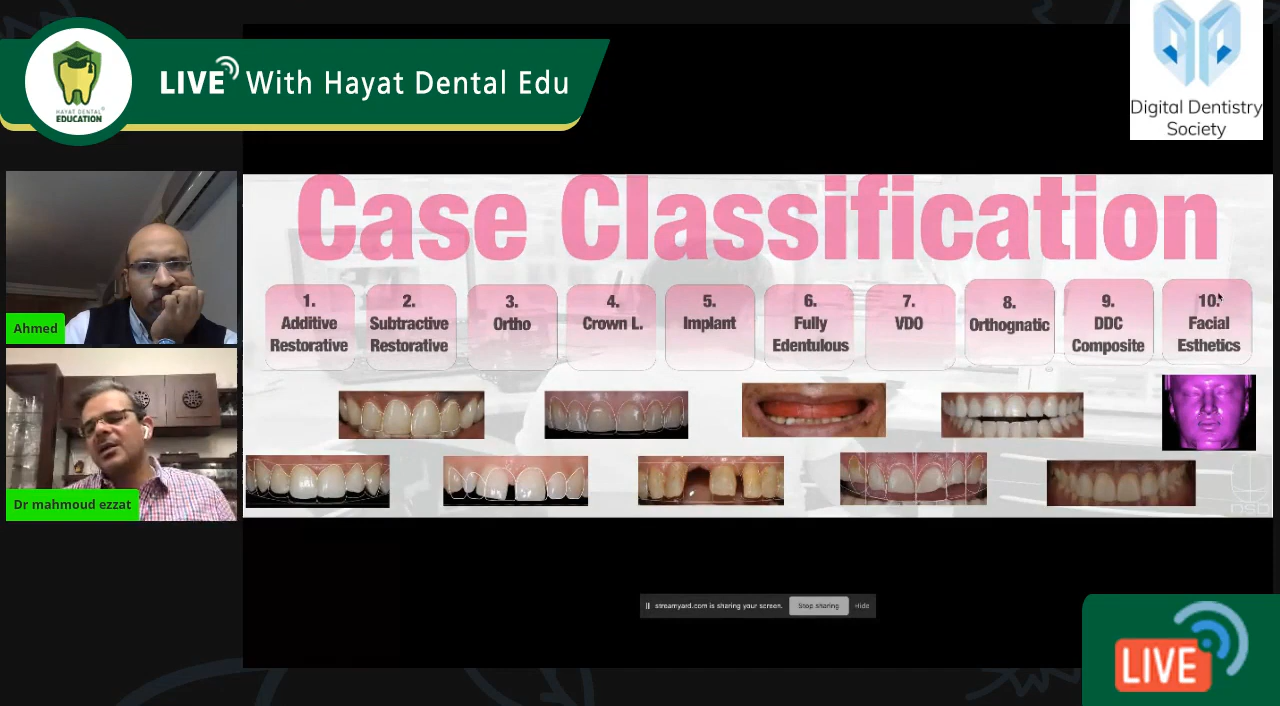 LIVE With Hayat Dental Edu
HAYAT DENTAL
EDUCATION
Digital Dentistry
Society
Ahmed
Dr mahmoud ezzat
Case Classification
1.
Additive
Restorative
2.
Subtractive
Restorative
3.
Ortho
4.
Crown L.
5.
Implant
6.
Fully
Edentulous
7.
VDO
8.
Orthognatic
9.
DDC
Composite
10.
Facial
Esthetics
DSD
streamyard.com is sharing your screen.
Stop sharing
Hide
LIVE